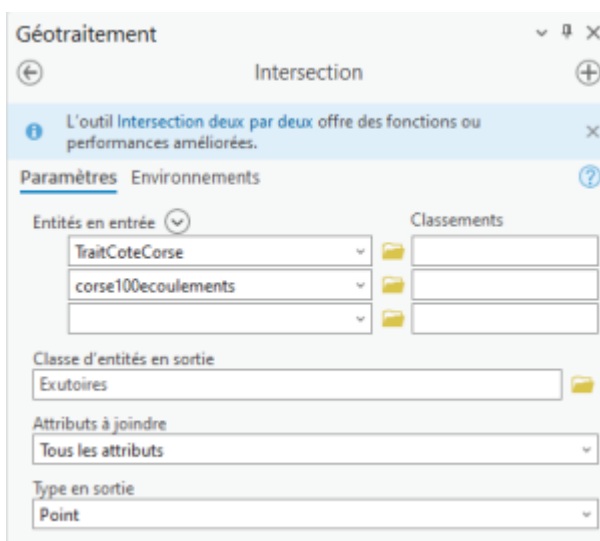 Géotraitement
Intersection
L'outil Intersection deux par deux offre des fonctions ou
performances améliorées.
Paramètres Environnements
Entités en entrée Classements
TraitCoteCorse
corse100ecoulements
Classe d'entités en sortie
Exutoires
Attributs à joindre
Tous les attributs
Type en sortie
Point